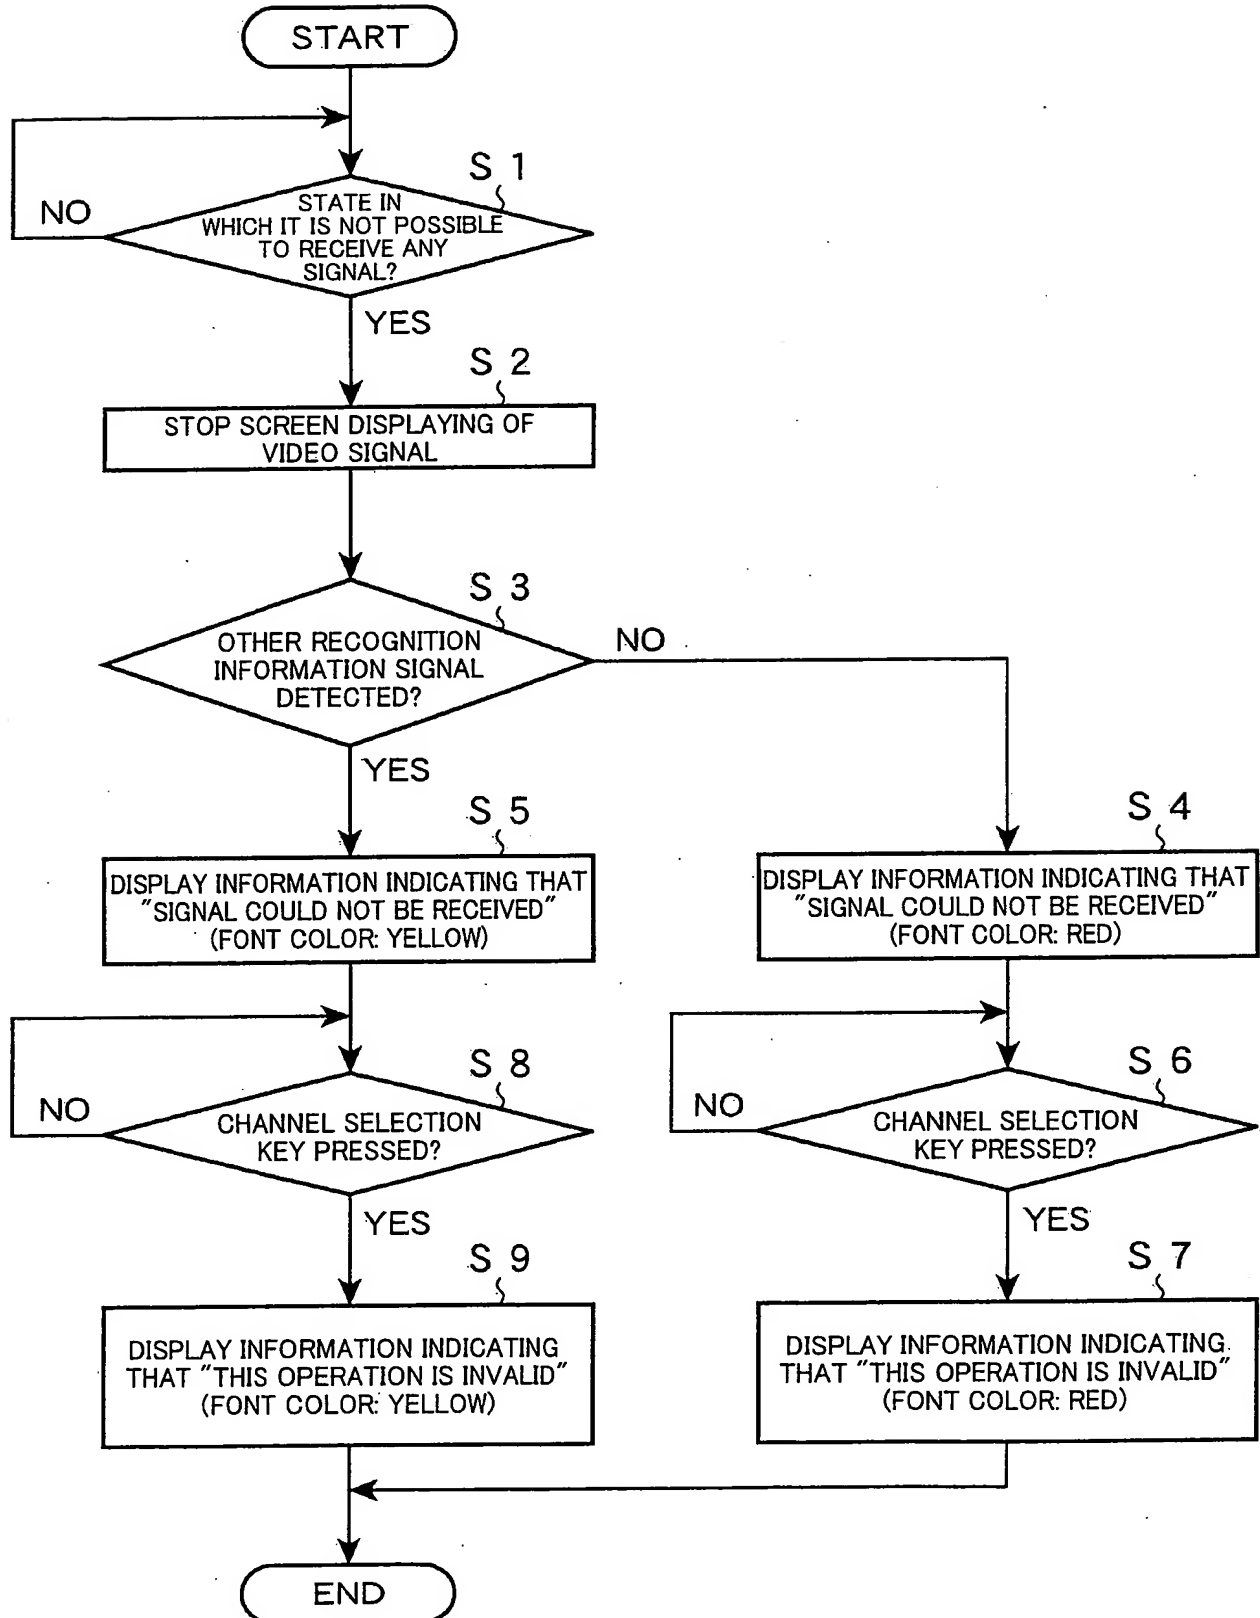 START
S 1
STATE IN
WHICH IT IS NOT POSSIBLE
TO RECEIVE ANY
SIGNAL?
NO
YES
S 2
STOP SCREEN DISPLAYING OF
VIDEO SIGNAL
S 3
OTHER RECOGNITION
INFORMATION SIGNAL
DETECTED?
NO
YES
S 5
DISPLAY INFORMATION INDICATING THAT
"SIGNAL COULD NOT BE RECEIVED"
(FONT COLOR: YELLOW)
S 4
DISPLAY INFORMATION INDICATING THAT
"SIGNAL COULD NOT BE RECEIVED"
(FONT COLOR: RED)
S 8
CHANNEL SELECTION
KEY PRESSED?
NO
YES
S 6
CHANNEL SELECTION
KEY PRESSED?
NO
YES
S 9
DISPLAY INFORMATION INDICATING
THAT "THIS OPERATION IS INVALID"
(FONT COLOR: YELLOW)
S 7
DISPLAY INFORMATION INDICATING
THAT "THIS OPERATION IS INVALID"
(FONT COLOR: RED)
END